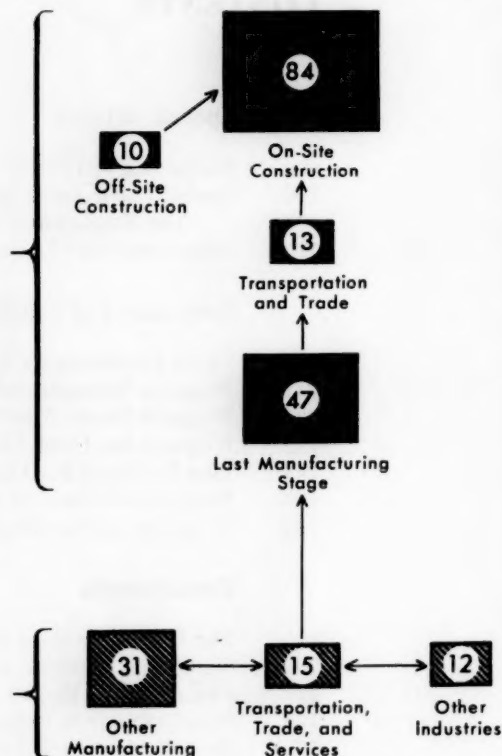 84
10
On-Site
Construction
Off-Site
Construction
13
Transportation
and Trade
47
Last Manufacturing
Stage
31
15
12
Other
Manufacturing
Transportation,
Trade, and
Services
Other
Industries